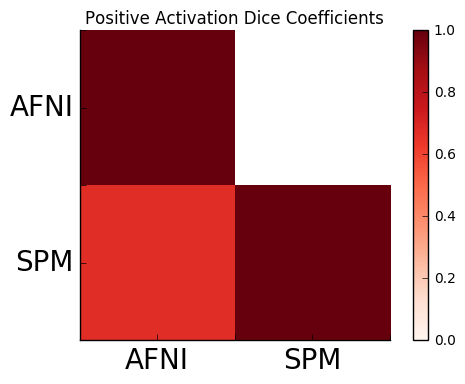 Positive Activation Dice Coefficients
AFNI
SPM
AFNI SPM
1.0
0.8
0.6
0.4
0.2
0.0